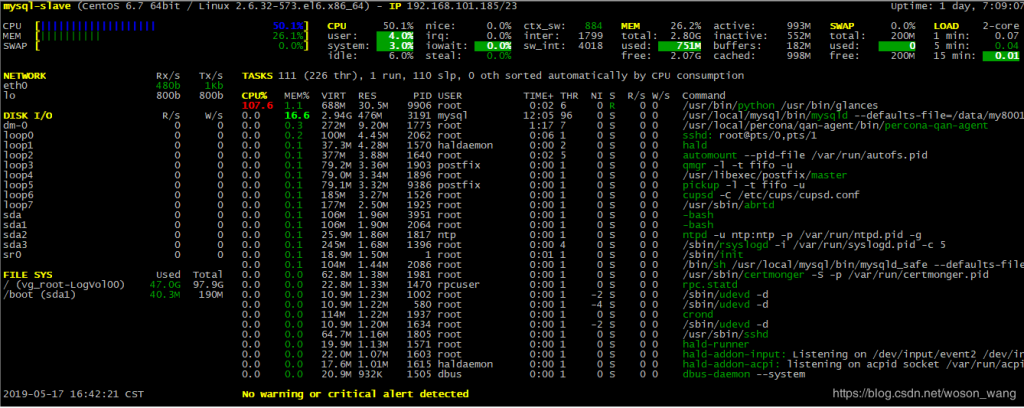 mysql-slave (CentOS 6.7 64bit / Linux 2.6.32-573.el6.x86_64) - IP 192.168.101.185/23 Uptime: 1 day, 7:09:07
CPU [|||||||||||||||||||| 50.1%] CPU 50.1% nice: 0.0% ctx_sw: 884 MEM 26.2% active: 993M SWAP 0.0% LOAD 2-core
MEM [|||||||||| 26.1%] user: 4.0% irq: 0.0% inter: 1799 total: 2.80G inactive: 552M total: 200M 1 min: 0.07
SWAP [ 0.0%] system: 3.0% iowait: 0.0% sw_int: 4018 used: 751M buffers: 182M used: 0 5 min: 0.04
idle: 6.0% steal: 0.0% free: 2.07G cached: 998M free: 200M 15 min: 0.01
NETWORK Rx/s Tx/s TASKS 111 (226 thr), 1 run, 110 slp, 0 oth sorted automatically by CPU consumption
eth0 480b 1Kb
lo 800b 800b CPU% MEM% VIRT RES PID USER TIME+ THR NI S R/s W/s Command
107.6 1.1 688M 30.5M 9906 root 0:02 6 0 R 0 0 /usr/bin/python /usr/bin/glances
DISK I/O R/s W/s 0.0 16.6 2.94G 476M 3191 mysql 12:05 96 0 S 0 0 /usr/local/mysql/bin/mysqld --defaults-file=/data/my8001
dm-0 0 0 0.0 0.3 272M 9.20M 1775 root 1:17 7 0 S 0 0 /usr/local/percona/qan-agent/bin/percona-qan-agent
loop0 0 0 0.0 0.2 100M 4.45M 2062 root 0:06 1 0 S 0 0 sshd: root@pts/0,pts/1
loop1 0 0 0.0 0.1 37.3M 4.28M 1570 haldaemon 0:00 2 0 S 0 0 hald
loop2 0 0 0.0 0.1 377M 3.88M 1640 root 0:02 5 0 S 0 0 automount --pid-file /var/run/autofs.pid
loop3 0 0 0.0 0.1 79.2M 3.36M 1903 postfix 0:00 1 0 S 0 0 qmgr -l -t fifo -u
loop4 0 0 0.0 0.1 79.0M 3.34M 1896 root 0:00 1 0 S 0 0 /usr/libexec/postfix/master
loop5 0 0 0.0 0.1 79.1M 3.32M 9386 postfix 0:00 1 0 S 0 0 pickup -l -t fifo -u
loop6 0 0 0.0 0.1 185M 3.27M 1526 root 0:00 1 0 S 0 0 cupsd -C /etc/cups/cupsd.conf
loop7 0 0 0.0 0.1 177M 2.50M 1925 root 0:00 1 0 S 0 0 /usr/sbin/abrtd
sda 0 0 0.0 0.1 106M 1.96M 3951 root 0:00 1 0 S 0 0 -bash
sda1 0 0 0.0 0.1 106M 1.90M 2064 root 0:00 1 0 S 0 0 -bash
sda2 0 0 0.0 0.1 25.9M 1.86M 1817 ntp 0:00 1 0 S 0 0 ntpd -u ntp:ntp -p /var/run/ntpd.pid -g
sda3 0 0 0.0 0.1 245M 1.68M 1396 root 0:00 4 0 S 0 0 /sbin/rsyslogd -i /var/run/syslogd.pid -c 5
sr0 0 0 0.0 0.1 18.9M 1.50M 1 root 0:01 1 0 S 0 0 /sbin/init
0.0 0.1 104M 1.44M 2086 root 0:00 1 0 S 0 0 /bin/sh /usr/local/mysql/bin/mysqld_safe --defaults-file
FILE SYS Used Total 0.0 0.0 62.8M 1.38M 1981 root 0:00 1 0 S 0 0 /usr/sbin/certmonger -S -p /var/run/certmonger.pid
/ (vg_root-LogVol00) 47.0G 97.9G 0.0 0.0 22.8M 1.33M 1470 rpcuser 0:00 1 0 S 0 0 rpc.statd
/boot (sda1) 40.3M 190M 0.0 0.0 10.9M 1.23M 1002 root 0:00 1 -2 S 0 0 /sbin/udevd -d
0.0 0.0 10.9M 1.22M 580 root 0:00 1 -4 S 0 0 /sbin/udevd -d
0.0 0.0 114M 1.22M 1937 root 0:00 1 0 S 0 0 crond
0.0 0.0 10.9M 1.20M 1634 root 0:00 1 -2 S 0 0 /sbin/udevd -d
0.0 0.0 64.7M 1.16M 1805 root 0:00 1 0 S 0 0 /usr/sbin/sshd
0.0 0.0 19.9M 1.13M 1571 root 0:00 1 0 S 0 0 hald-runner
0.0 0.0 22.0M 1.07M 1603 root 0:00 1 0 S 0 0 hald-addon-input: Listening on /dev/input/event2 /dev/in
0.0 0.0 17.6M 1.01M 1615 haldaemon 0:00 1 0 S 0 0 hald-addon-acpi: listening on acpid socket /var/run/acpi
0.0 0.0 20.9M 932K 1505 dbus 0:00 1 0 S 0 0 dbus-daemon --system
2019-05-17 16:42:21 CST No warning or critical alert detected https://blog.csdn.net/woson_wang